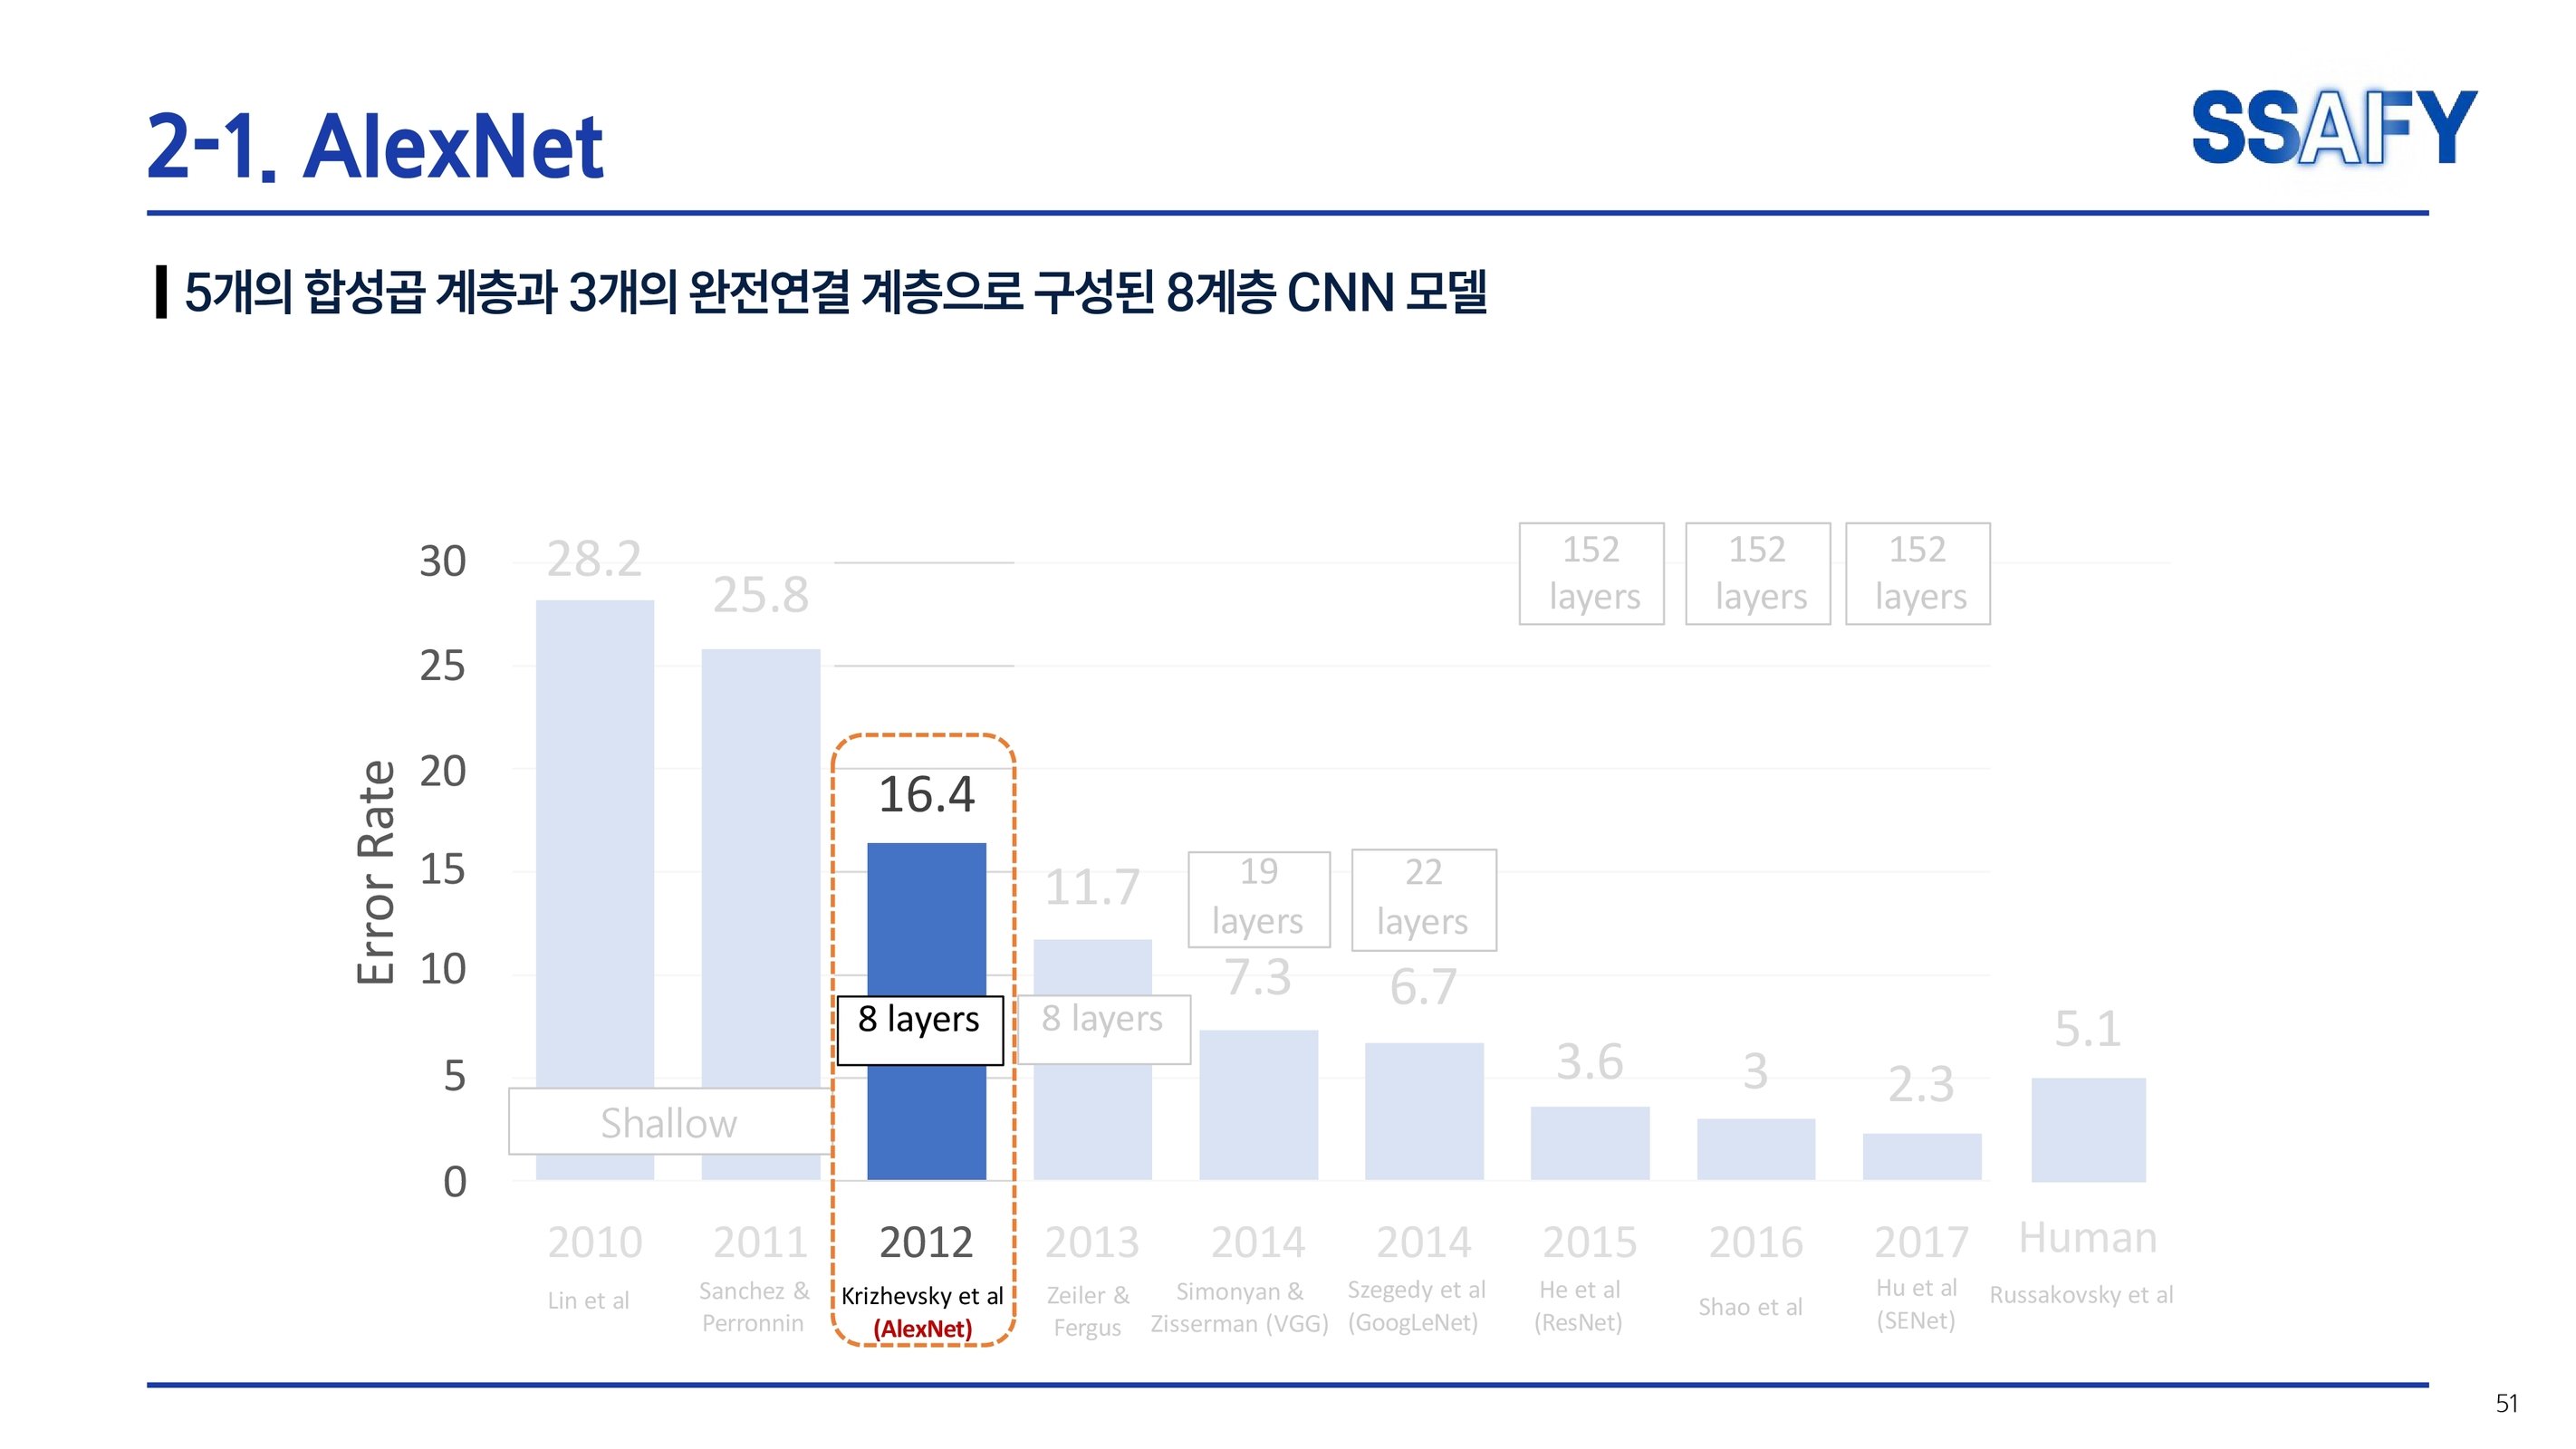 2-1. AlexNet
SSAFY
5개의 합성곱 계층과 3개의 완전연결 계층으로 구성된 8계층 CNN 모델
Error Rate
30
25
20
15
10
5
0
28.2
25.8
16.4
11.7
7.3
6.7
3.6
3
2.3
5.1
Shallow
8 layers
8 layers
19
layers
22
layers
152
layers
152
layers
152
layers
2010
Lin et al
2011
Sanchez &
Perronnin
2012
Krizhevsky et al
(AlexNet)
2013
Zeiler &
Fergus
2014
Simonyan &
Zisserman (VGG)
2014
Szegedy et al
(GoogLeNet)
2015
He et al
(ResNet)
2016
Shao et al
2017
Hu et al
(SENet)
Human
Russakovsky et al
51